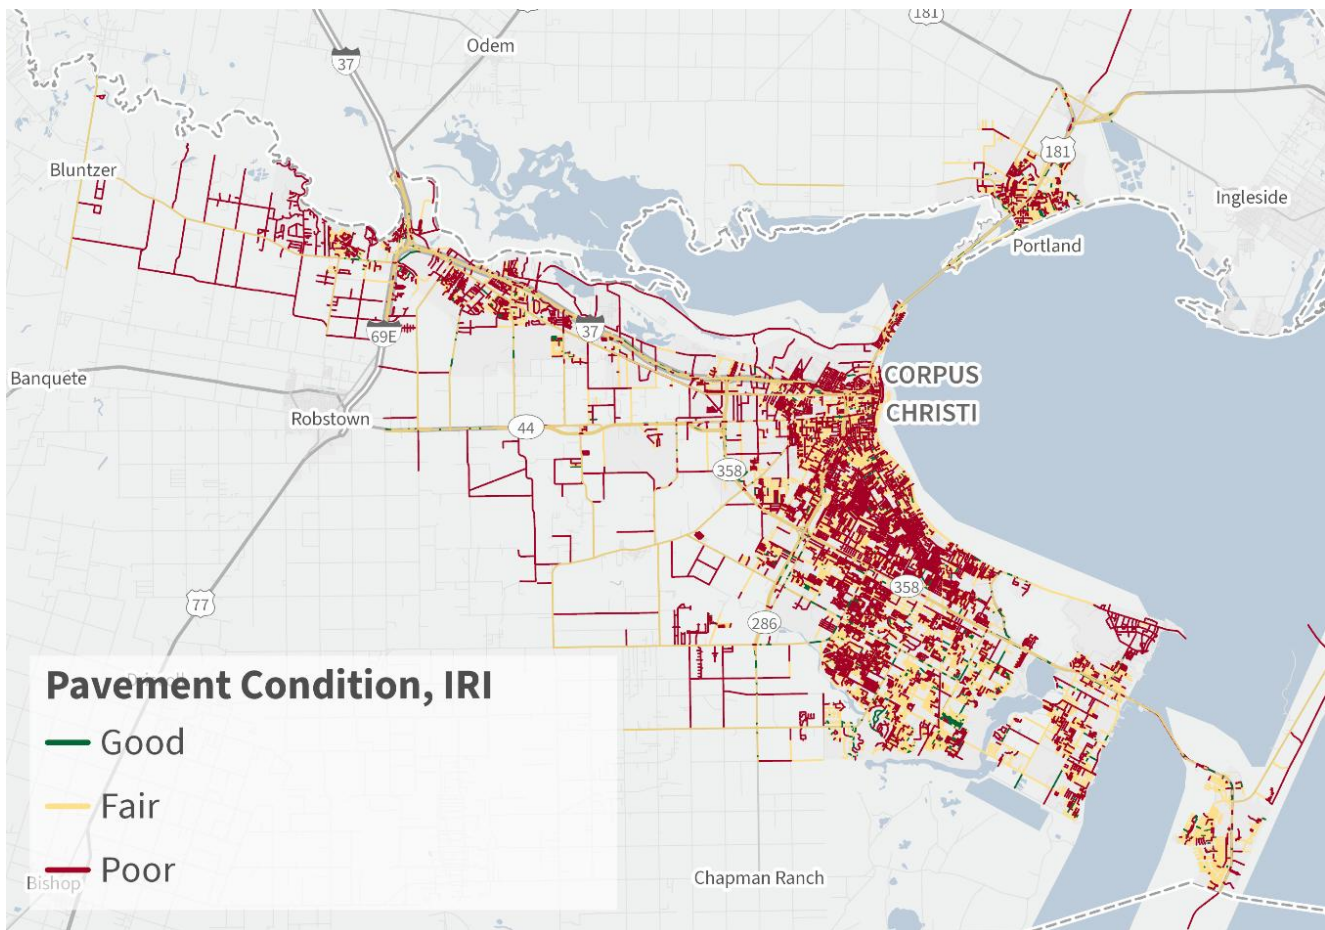 181
37
Odem
181
Bluntzer
Ingleside
Portland
37
69E
CORPUS
CHRISTI
Banquete
Robstown
44
358
358
77
286
Pavement Condition, IRI
Good
Fair
Poor
Bishop
Chapman Ranch